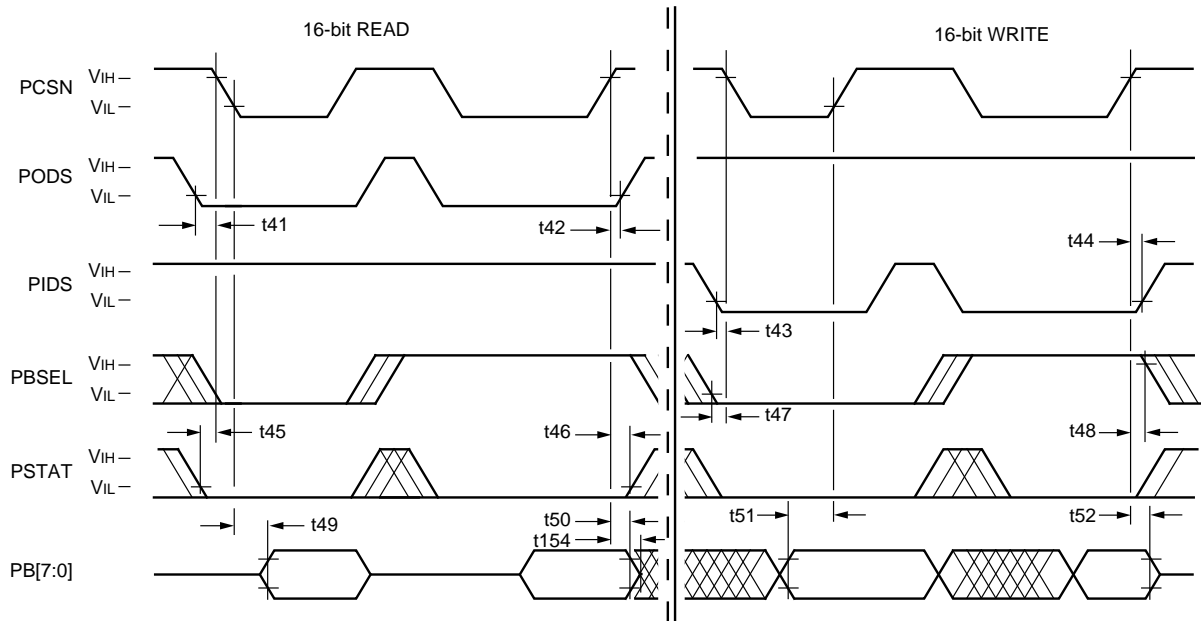 16-bit READ
16-bit WRITE
PCSN
VIH
VIL
PODS
VIH
VIL
t41
t42
t44
PIDS
VIH
VIL
t43
PBSEL
VIH
VIL
t45
t46
t47
t48
PSTAT
VIH
VIL
t49
t50
t154
t51
t52
PB[7:0]